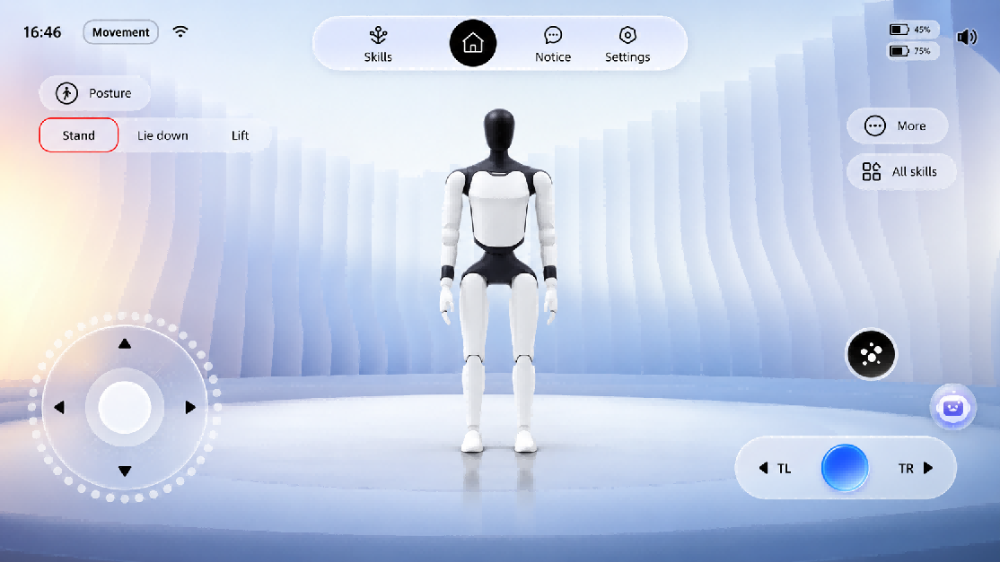 16:46
Movement
Skills
Notice
Settings
45%
75%
Posture
Stand
Lie down
Lift
More
All skills
TL
TR